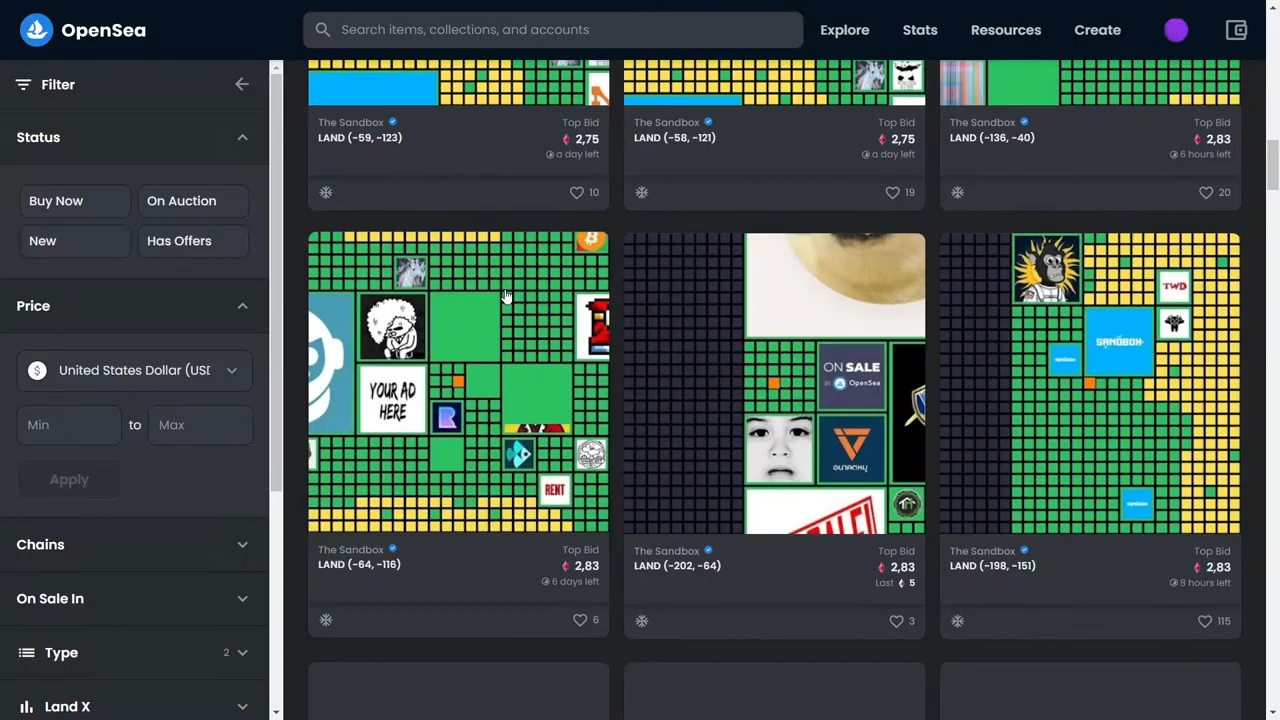 OpenSea
Search items, collections, and accounts
Explore
Stats
Resources
Create
Filter
Status
Buy Now
On Auction
New
Has Offers
Price
$
United States Dollar (USD
Min
to
Max
Apply
Chains
On Sale In
Type
2
Land X
The Sandbox
LAND (-59, -123)
Top Bid
2,75
a day left
10
The Sandbox
LAND (-58, -121)
Top Bid
2,75
a day left
19
The Sandbox
LAND (-136, -40)
Top Bid
2,83
6 hours left
20
YOUR AD
HERE
RENT
The Sandbox
LAND (-64, -116)
Top Bid
2,83
6 days left
6
ON SALE
OpenSea
The Sandbox
LAND (-202, -64)
Top Bid
2,83
Last
5
3
TWD
SANDBOX
The Sandbox
LAND (-198, -151)
Top Bid
2,83
8 hours left
115